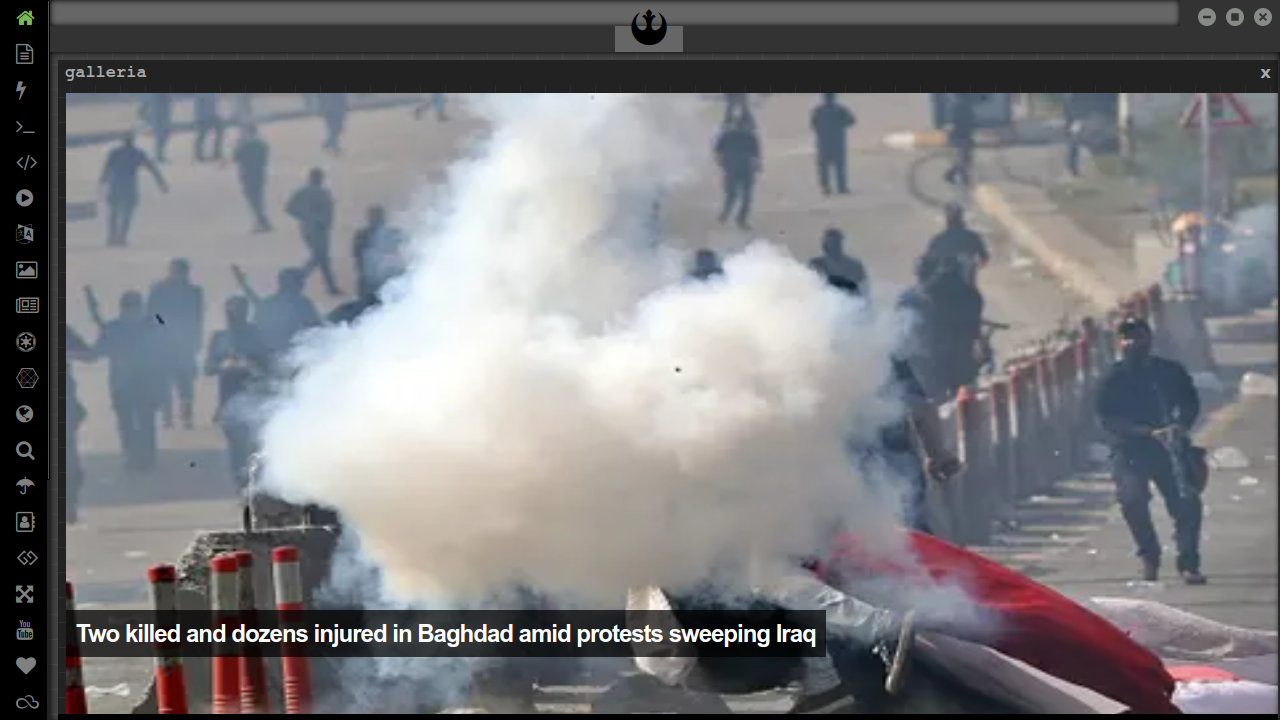 galleria
x
Two killed and dozens injured in Baghdad amid protests sweeping Iraq
You
Tube